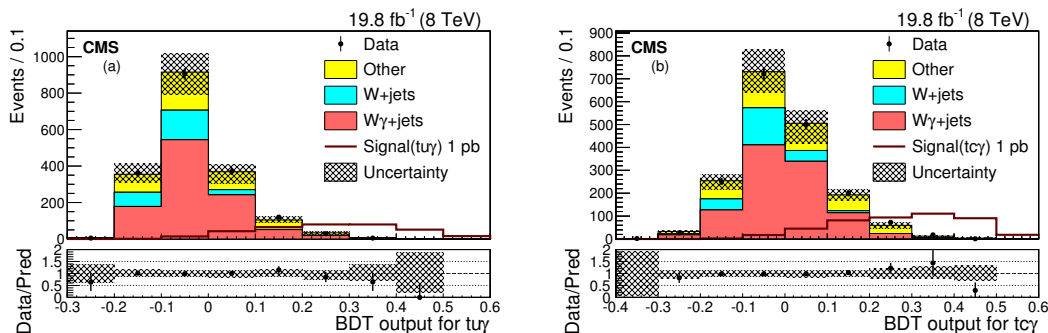 19.8 fb⁻¹ (8 TeV)
Events / 0.1
CMS
(a)
Data
Other
W+jets
Wγ+jets
Signal(tuγ) 1 pb
Uncertainty
1000
800
600
400
200
0
Data/Pred
2
1.5
1
0.5
0
-0.3 -0.2 -0.1 0 0.1 0.2 0.3 0.4 0.5 0.6
BDT output for tuγ
19.8 fb⁻¹ (8 TeV)
Events / 0.1
CMS
(b)
Data
Other
W+jets
Wγ+jets
Signal(tcγ) 1 pb
Uncertainty
900
800
700
600
500
400
300
200
100
0
Data/Pred
2
1.5
1
0.5
0
-0.4 -0.3 -0.2 -0.1 0 0.1 0.2 0.3 0.4 0.5 0.6
BDT output for tcγ